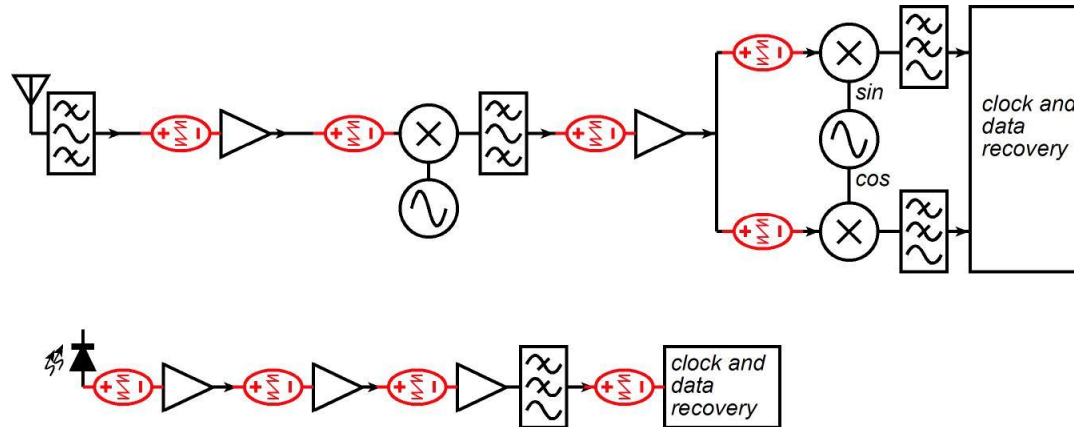 sin
cos
clock and
data
recovery
clock and
data
recovery